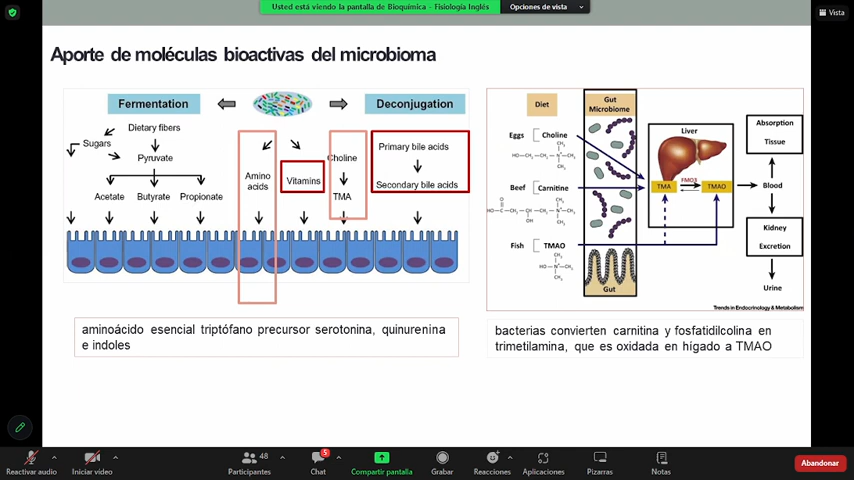 Usted está viendo la pantalla de Bioquímica - Fisiología Inglés
Opciones de vista
Vista
Aporte de moléculas bioactivas del microbioma
Fermentation
Deconjugation
Dietary fibers
Sugars
Pyruvate
Acetate
Butyrate
Propionate
Amino
acids
Vitamins
Choline
TMA
Primary bile acids
Secondary bile acids
aminoácido esencial triptófano precursor serotonina, quinurenina
e indoles
Diet
Gut
Microbiome
Eggs
Choline
Beef
Carnitine
Fish
TMAO
Gut
Liver
TMA
FMO3
TMAO
Absorption
Tissue
Blood
Kidney
Excretion
Urine
Trends in Endocrinology & Metabolism
bacterias convierten carnitina y fosfatidilcolina en
trimetilamina, que es oxidada en hígado a TMAO
Reactivar audio
Iniciar video
48
Participantes
5
Chat
Compartir pantalla
Grabar
Reacciones
Aplicaciones
Pizarras
Notas
Abandonar